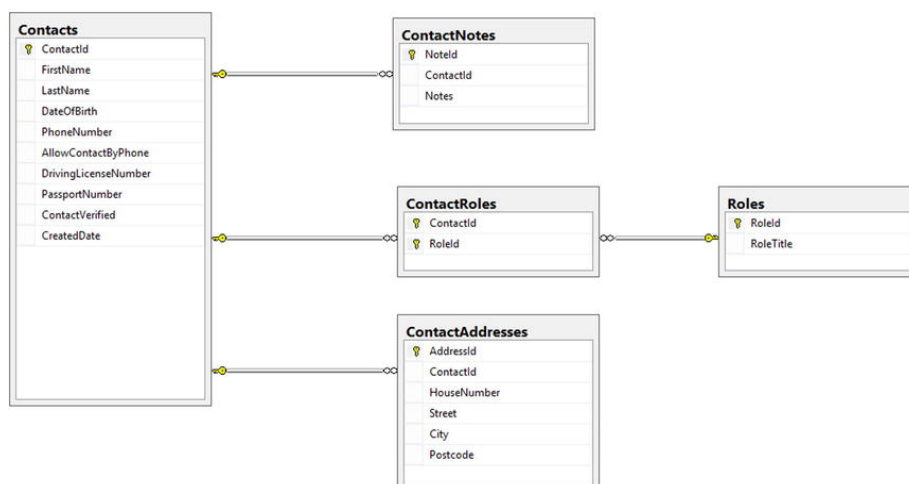 Contacts
ContactId
FirstName
LastName
DateOfBirth
PhoneNumber
AllowContactByPhone
DrivingLicenseNumber
PassportNumber
ContactVerified
CreatedDate
ContactNotes
NoteId
ContactId
Notes
ContactRoles
ContactId
RoleId
Roles
RoleId
RoleTitle
ContactAddresses
AddressId
ContactId
HouseNumber
Street
City
Postcode